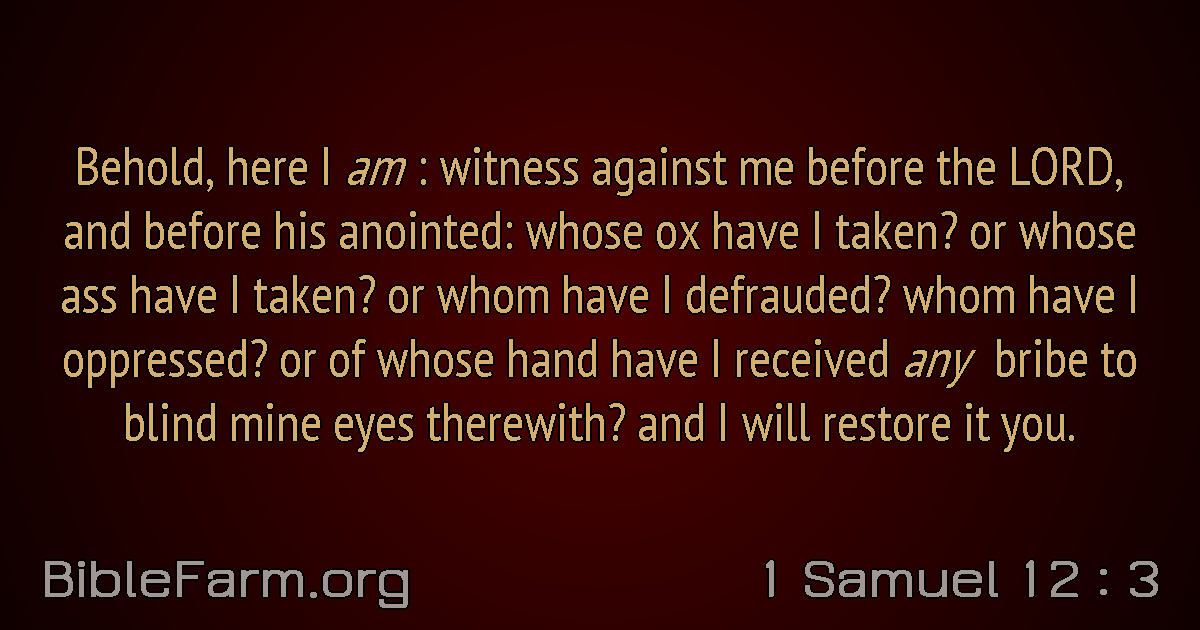 Behold, here I am : witness against me before the LORD,
and before his anointed: whose ox have I taken? or whose
ass have I taken? or whom have I defrauded? whom have I
oppressed? or of whose hand have I received any bribe to
blind mine eyes therewith? and I will restore it you.
BibleFarm.org
1 Samuel 12 : 3